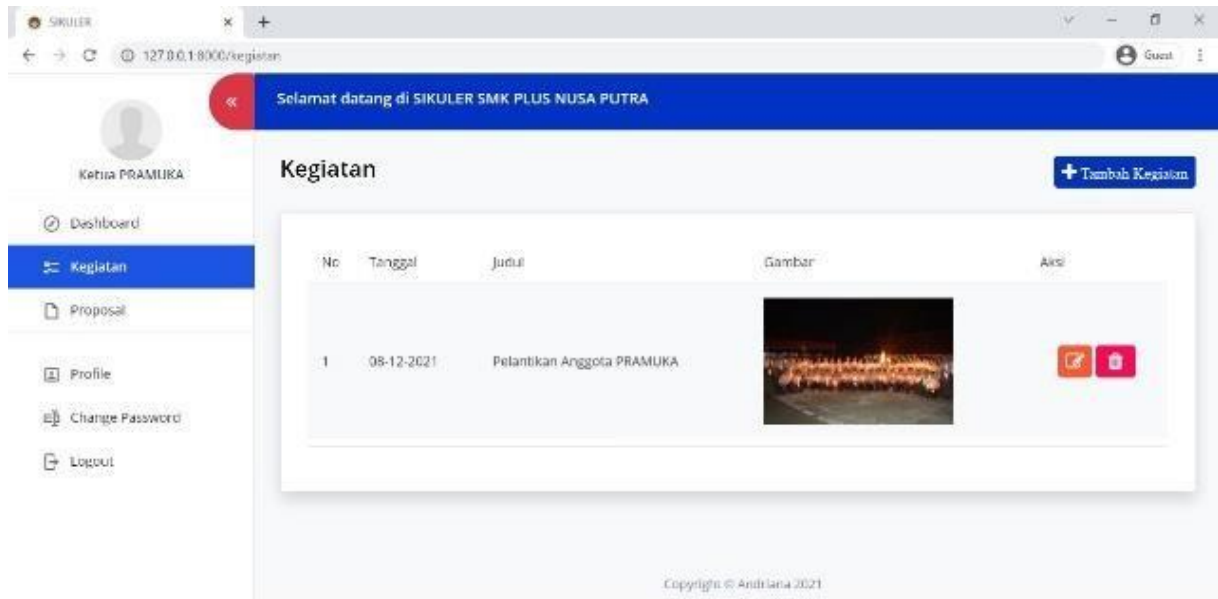 SIKULER
127.0.0.1:8000/kegiatan
Guest
Selamat datang di SIKULER SMK PLUS NUSA PUTRA
Ketua PRAMUKA
Dashboard
Kegiatan
Proposal
Profile
Change Password
Logout
Kegiatan
Tambah Kegiatan
No Tanggal Judul Gambar Aksi
1 08-12-2021 Pelantikan Anggota PRAMUKA
Copyright © Andriana 2021